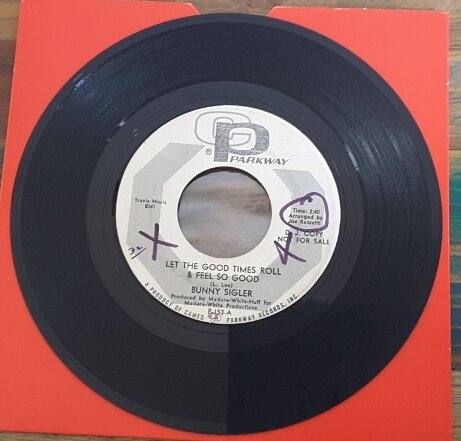 CP
® PARKWAY
Travis Music
BMI
Time: 2:40
Arranged by
Joe Renzetti
D. J. COPY
NOT FOR SALE
LET THE GOOD TIMES ROLL
& FEEL SO GOOD
(L. Lee)
BUNNY SIGLER
Produced by Madara-White-Huff for
Madara-White Productions
P-153-A
A PRODUCT OF CAMEO PARKWAY RECORDS, INC.